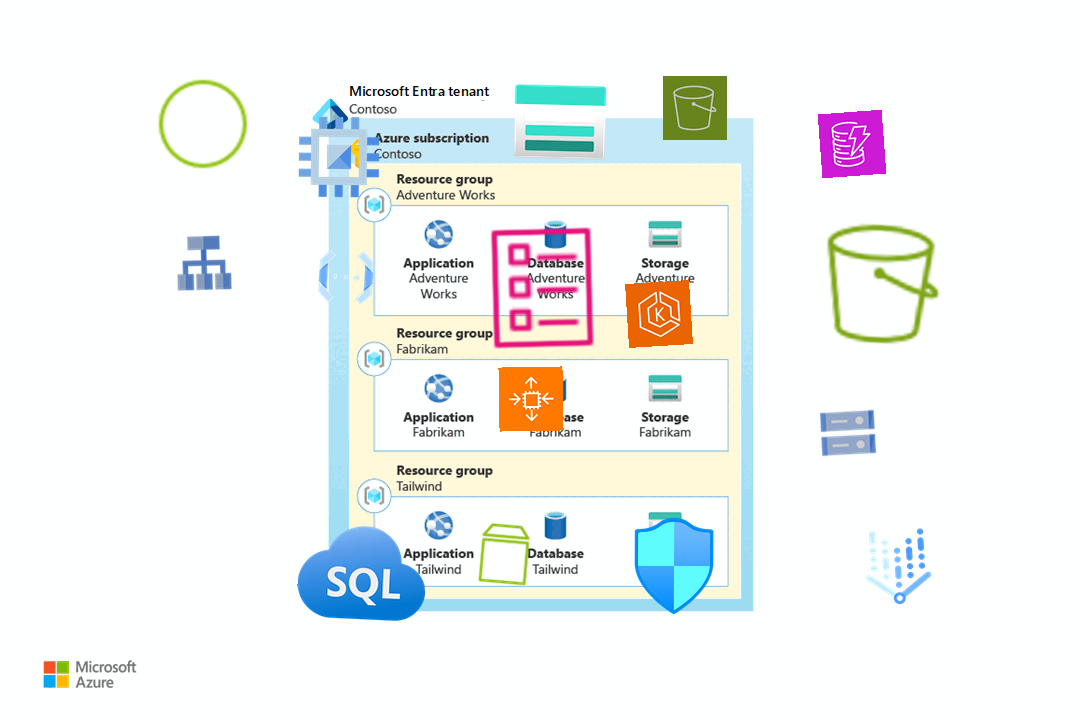 Microsoft Entra tenant
Contoso
Azure subscription
Contoso
Resource group
Adventure Works
Application
Adventure
Works
Database
Adventure
Works
Storage
Adventure
Resource group
Fabrikam
Application
Fabrikam
Fabrikam
Storage
Fabrikam
Resource group
Tailwind
Application
Tailwind
Database
Tailwind
SQL
K
Microsoft
Azure